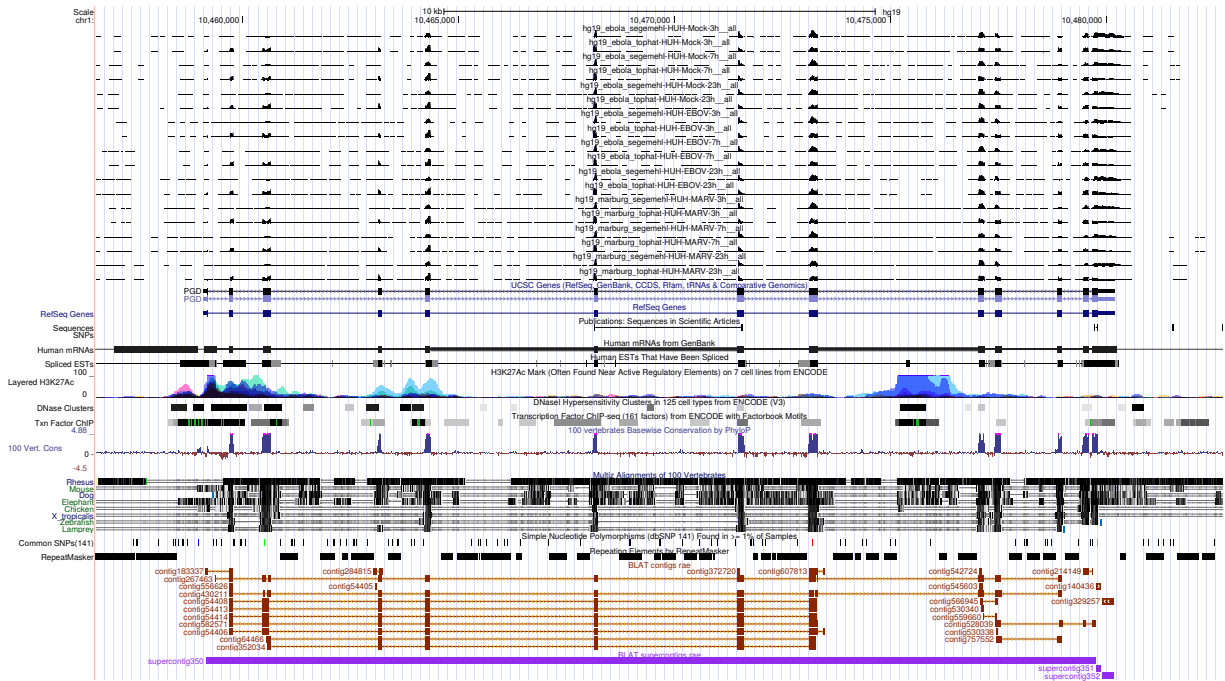 Scale 10 kb hg19
chr1: 10,460,000 10,465,000 10,470,000 10,475,000 10,480,000
hg19_ebola_segemehl-HUH-Mock-3h__all
hg19_ebola_tophat-HUH-Mock-3h__all
hg19_ebola_segemehl-HUH-Mock-7h__all
hg19_ebola_tophat-HUH-Mock-7h__all
hg19_ebola_segemehl-HUH-Mock-23h__all
hg19_ebola_tophat-HUH-Mock-23h__all
hg19_ebola_segemehl-HUH-EBOV-3h__all
hg19_ebola_tophat-HUH-EBOV-3h__all
hg19_ebola_segemehl-HUH-EBOV-7h__all
hg19_ebola_tophat-HUH-EBOV-7h__all
hg19_ebola_segemehl-HUH-EBOV-23h__all
hg19_ebola_tophat-HUH-EBOV-23h__all
hg19_marburg_segemehl-HUH-MARV-3h__all
hg19_marburg_tophat-HUH-MARV-3h__all
hg19_marburg_segemehl-HUH-MARV-7h__all
hg19_marburg_tophat-HUH-MARV-7h__all
hg19_marburg_segemehl-HUH-MARV-23h__all
hg19_marburg_tophat-HUH-MARV-23h__all
UCSC Genes (RefSeq, GenBank, CCDS, Rfam, tRNAs & Comparative Genomics)
PGD
PGD
RefSeq Genes
RefSeq Genes
Publications: Sequences in Scientific Articles
Sequences
SNPs
Human mRNAs from GenBank
Human mRNAs
Human ESTs That Have Been Spliced
Spliced ESTs
100 H3K27Ac Mark (Often Found Near Active Regulatory Elements) on 7 cell lines from ENCODE
Layered H3K27Ac
0
DNaseI Hypersensitivity Clusters in 125 cell types from ENCODE (V3)
DNase Clusters
Transcription Factor ChIP-seq (161 factors) from ENCODE with Factorbook Motifs
Txn Factor ChIP
4.88 100 vertebrates Basewise Conservation by PhyloP
100 Vert. Cons
0 -
-4.5
Multiz Alignments of 100 Vertebrates
Rhesus
Mouse
Dog
Elephant
Chicken
X_tropicalis
Zebrafish
Lamprey
Simple Nucleotide Polymorphisms (dbSNP 141) Found in >= 1% of Samples
Common SNPs(141)
Repeating Elements by RepeatMasker
RepeatMasker
BLAT contigs rae
contig183337 contig284815 contig372720 contig607813 contig542724 contig214149
contig267463
contig556626 contig54405 contig545603 contig140436
contig430211
contig54408 contig566945 contig329257
contig54413 contig530340
contig54414 contig559660
contig582571 contig528039
contig54406 contig530338
contig64466 contig757552
contig352034
BLAT supercontigs rae
supercontig350
supercontig351
supercontig352